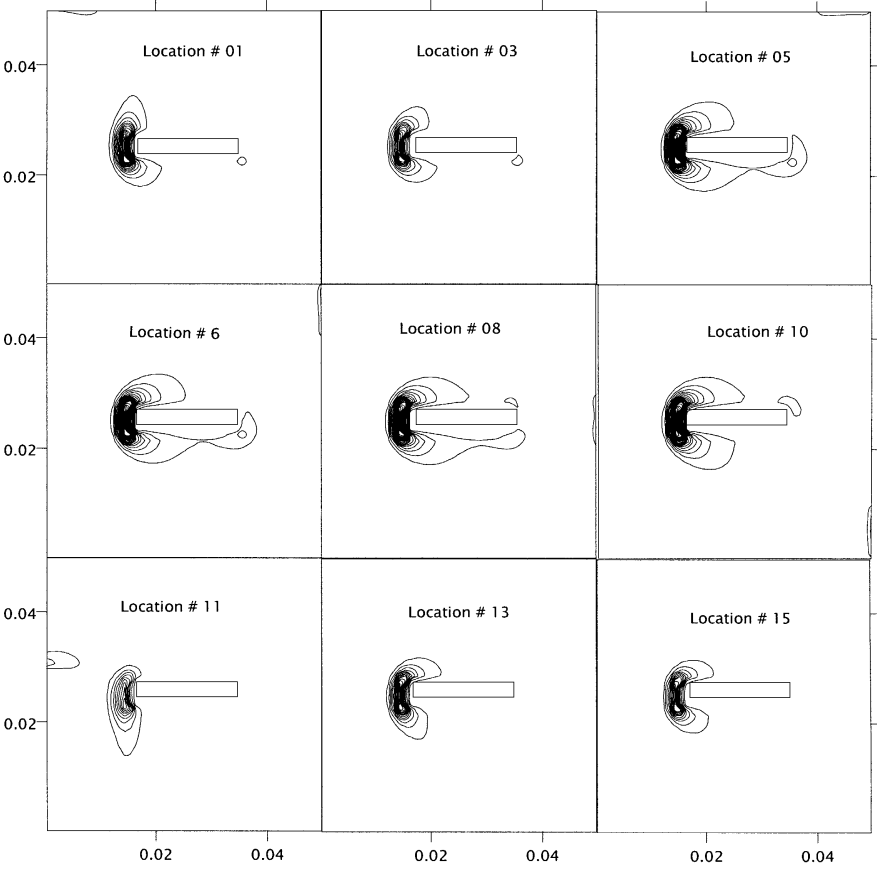 Location # 01
Location # 03
Location # 05
0.04
0.02
Location # 6
Location # 08
Location # 10
0.04
0.02
Location # 11
Location # 13
Location # 15
0.04
0.02
0.02 0.04 0.02 0.04 0.02 0.04